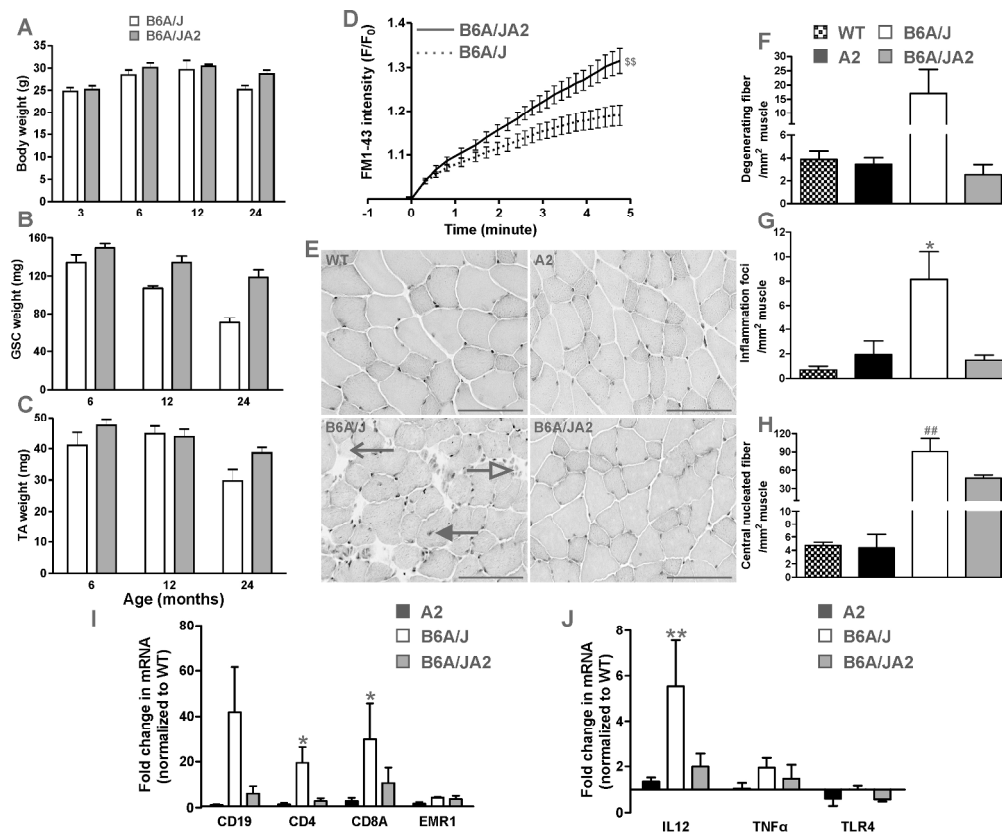 A
B6A/J
B6A/JA2
Body weight
(g)
35
30
25
20
15
10
5
0
3
6
12
24
B
GSC weight (mg)
160
120
80
40
0
6
12
24
C
TA weight (mg)
50
40
30
20
10
0
6
12
24
Age (months)
D
B6A/JA2
B6A/J
FM1-43 intensity (F/F0)
1.4
1.3
1.2
1.1
$$
-1
0
1
2
3
4
5
Time (minute)
E
WT
A2
B6A/J
B6A/JA2
WT
B6A/J
A2
B6A/JA2
F
Degenerating fiber
/mm² muscle
30
25
20
15
10
5
6
4
2
0
G
Inflammation foci
/mm² muscle
10
8
6
4
2
0
*
H
Central nucleated fiber
/mm² muscle
120
90
60
30
10
8
6
4
2
0
##
I
A2
B6A/J
B6A/JA2
Fold change in mRNA
(normalized to WT)
80
60
40
20
0
*
*
CD19
CD4
CD8A
EMR1
J
A2
B6A/J
B6A/JA2
Fold change in mRNA
(normalized to WT)
8
6
4
2
0
**
IL12
TNFα
TLR4